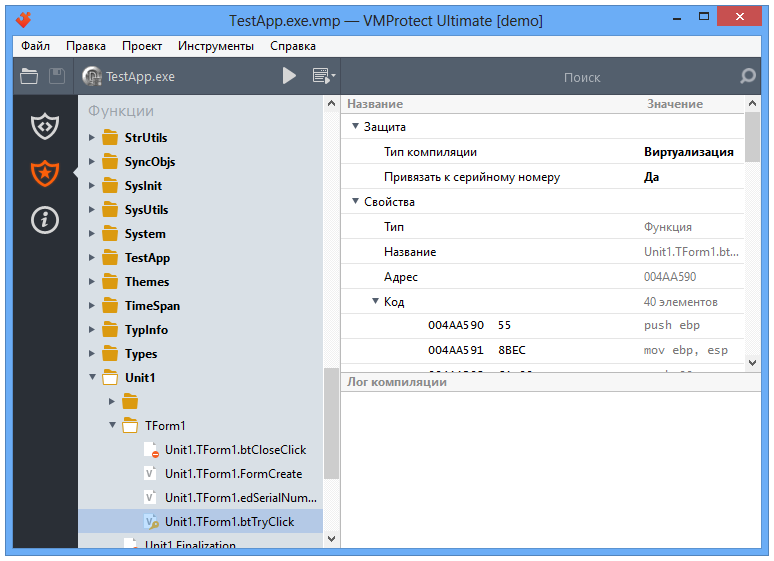 TestApp.exe.vmp — VMProtect Ultimate [demo]
Файл Правка Проект Инструменты Справка
TestApp.exe
Поиск
Функции
StrUtils
SyncObjs
SysInit
SysUtils
System
TestApp
Themes
TimeSpan
TypInfo
Types
Unit1
TForm1
Unit1.TForm1.btCloseClick
Unit1.TForm1.FormCreate
Unit1.TForm1.edSerialNum...
Unit1.TForm1.btTryClick
Unit1.Finalization
Название Значение
Защита
Тип компиляции Виртуализация
Привязать к серийному номеру Да
Свойства
Тип Функция
Название Unit1.TForm1.bt...
Адрес 004AA590
Код 40 элементов
004AA590 55 push ebp
004AA591 8BEC mov ebp, esp
Лог компиляции